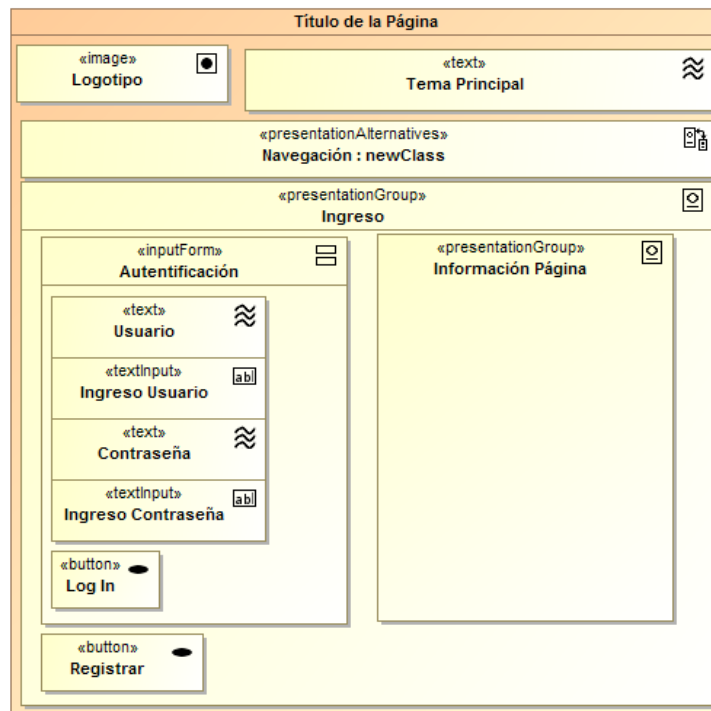 Título de la Página
«image»
Logotipo
«text»
Tema Principal
«presentationAlternatives»
Navegación : newClass
«presentationGroup»
Ingreso
«inputForm»
Autentificación
«text»
Usuario
«textInput»
abl
Ingreso Usuario
«text»
Contraseña
«textInput»
abl
Ingreso Contraseña
«button»
Log In
«presentationGroup»
Información Página
«button»
Registrar